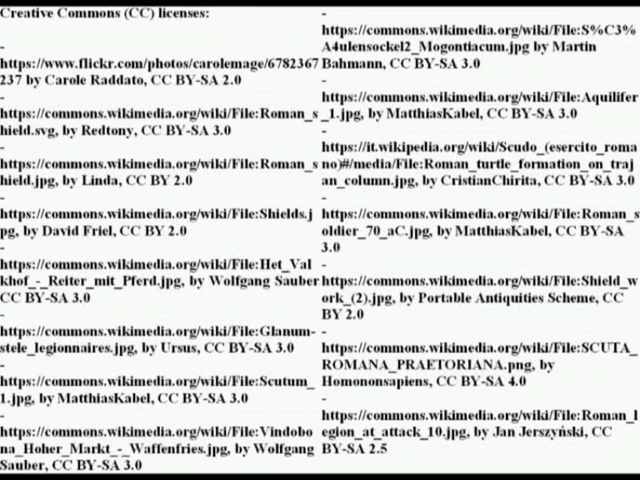 Creative Commons (CC) licenses:
-
https://www.flickr.com/photos/carolemage/6782367
237 by Carole Raddato, CC BY-SA 2.0
-
https://commons.wikimedia.org/wiki/File:Roman_s
hield.svg, by Redtony, CC BY-SA 3.0
-
https://commons.wikimedia.org/wiki/File:Roman_s
hield.jpg, by Linda, CC BY 2.0
-
https://commons.wikimedia.org/wiki/File:Shields.j
pg, by David Friel, CC BY 2.0
-
https://commons.wikimedia.org/wiki/File:Het_Val
khof_-_Reiter_mit_Pferd.jpg, by Wolfgang Sauber
CC BY-SA 3.0
-
https://commons.wikimedia.org/wiki/File:Glanum-
stele_legionnaires.jpg, by Ursus, CC BY-SA 3.0
-
https://commons.wikimedia.org/wiki/File:Scutum_
1.jpg, by MatthiasKabel, CC BY-SA 3.0
-
https://commons.wikimedia.org/wiki/File:Vindobo
na_Hoher_Markt_-_Waffenfries.jpg, by Wolfgang
Sauber, CC BY-SA 3.0
-
https://commons.wikimedia.org/wiki/File:S%C3%
A4ulensockel2_Mogontiacum.jpg by Martin
Bahmann, CC BY-SA 3.0
-
https://commons.wikimedia.org/wiki/File:Aquilifer
_1.jpg, by MatthiasKabel, CC BY-SA 3.0
-
https://it.wikipedia.org/wiki/Scudo_(esercito_roma
no)#/media/File:Roman_turtle_formation_on_traj
an_column.jpg, by CristianChirita, CC BY-SA 3.0
-
https://commons.wikimedia.org/wiki/File:Roman_s
oldier_70_aC.jpg, by MatthiasKabel, CC BY-SA
3.0
-
https://commons.wikimedia.org/wiki/File:Shield_w
ork_(2).jpg, by Portable Antiquities Scheme, CC
BY 2.0
-
https://commons.wikimedia.org/wiki/File:SCUTA_
ROMANA_PRAETORIANA.png, by
Homononsapiens, CC BY-SA 4.0
-
https://commons.wikimedia.org/wiki/File:Roman_l
egion_at_attack_10.jpg, by Jan Jerszyński, CC
BY-SA 2.5